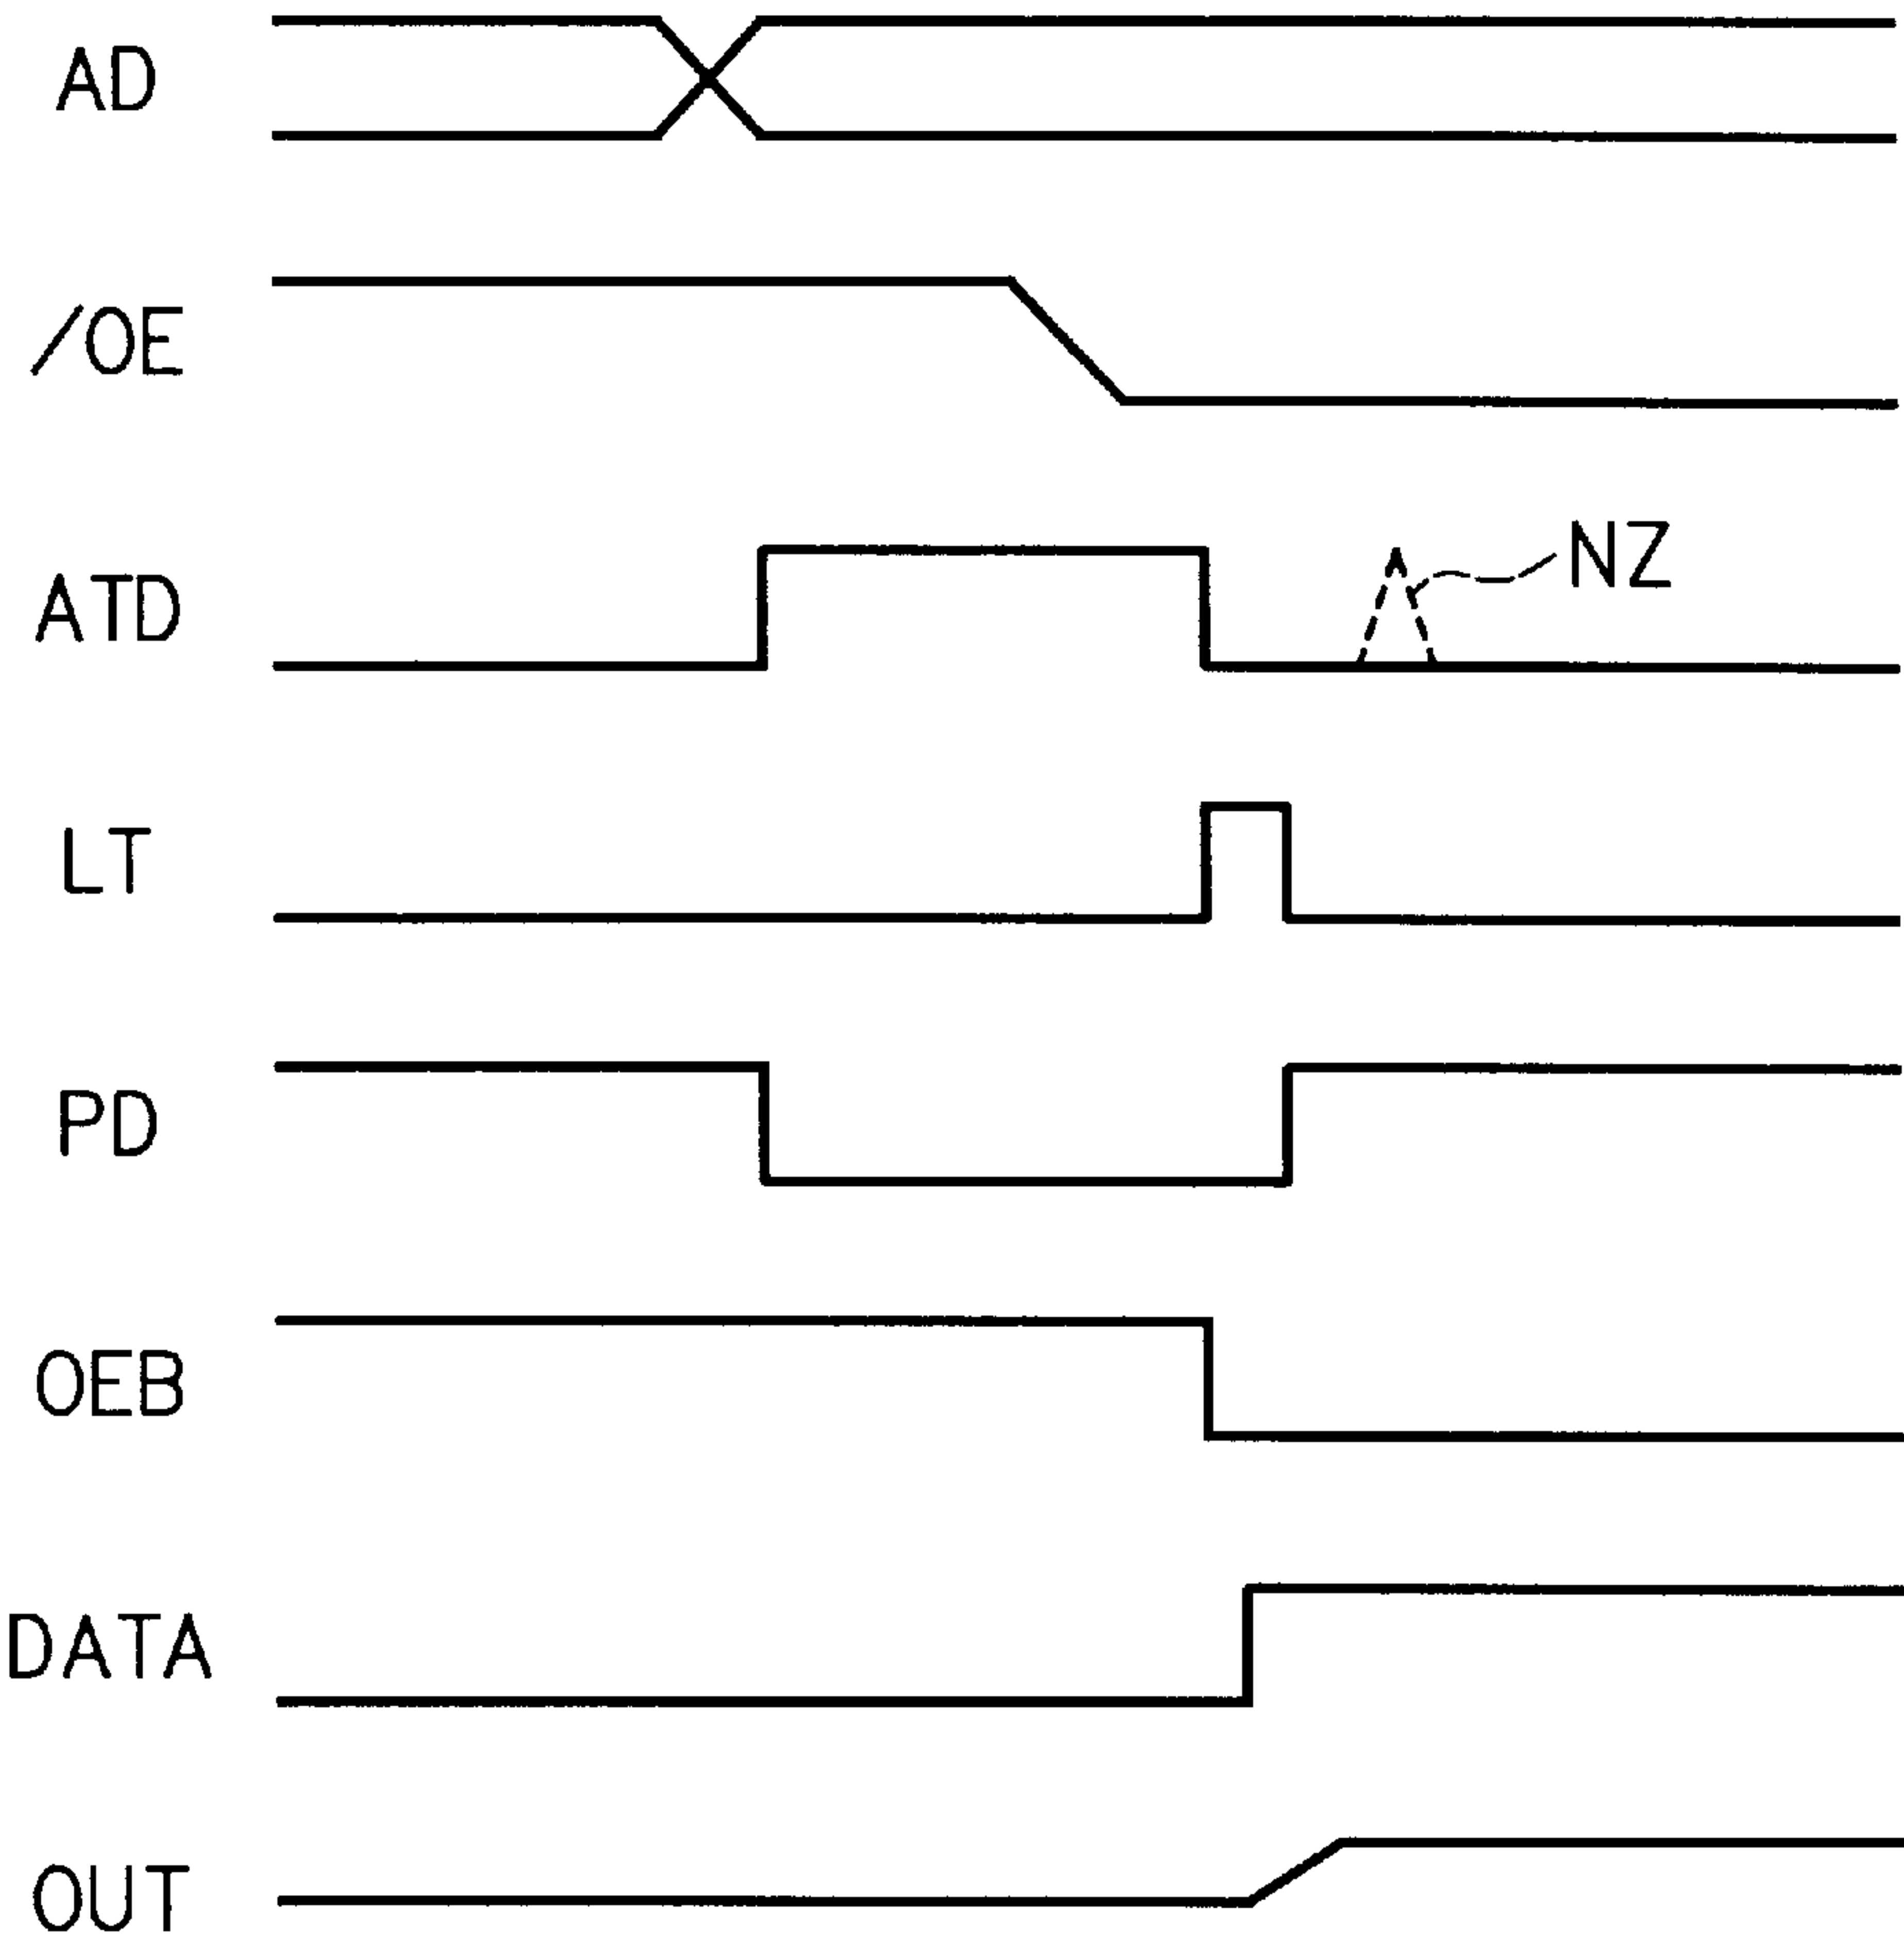 AD
/OE
ATD
NZ
LT
PD
OEB
DATA
OUT